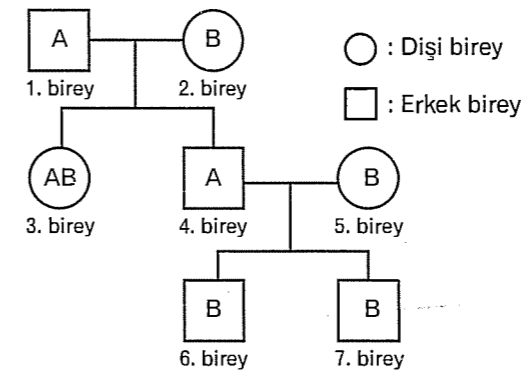 A
B
: Dişi birey
1. birey
2. birey
: Erkek birey
AB
A
B
3. birey
4. birey
5. birey
B
B
6. birey
7. birey